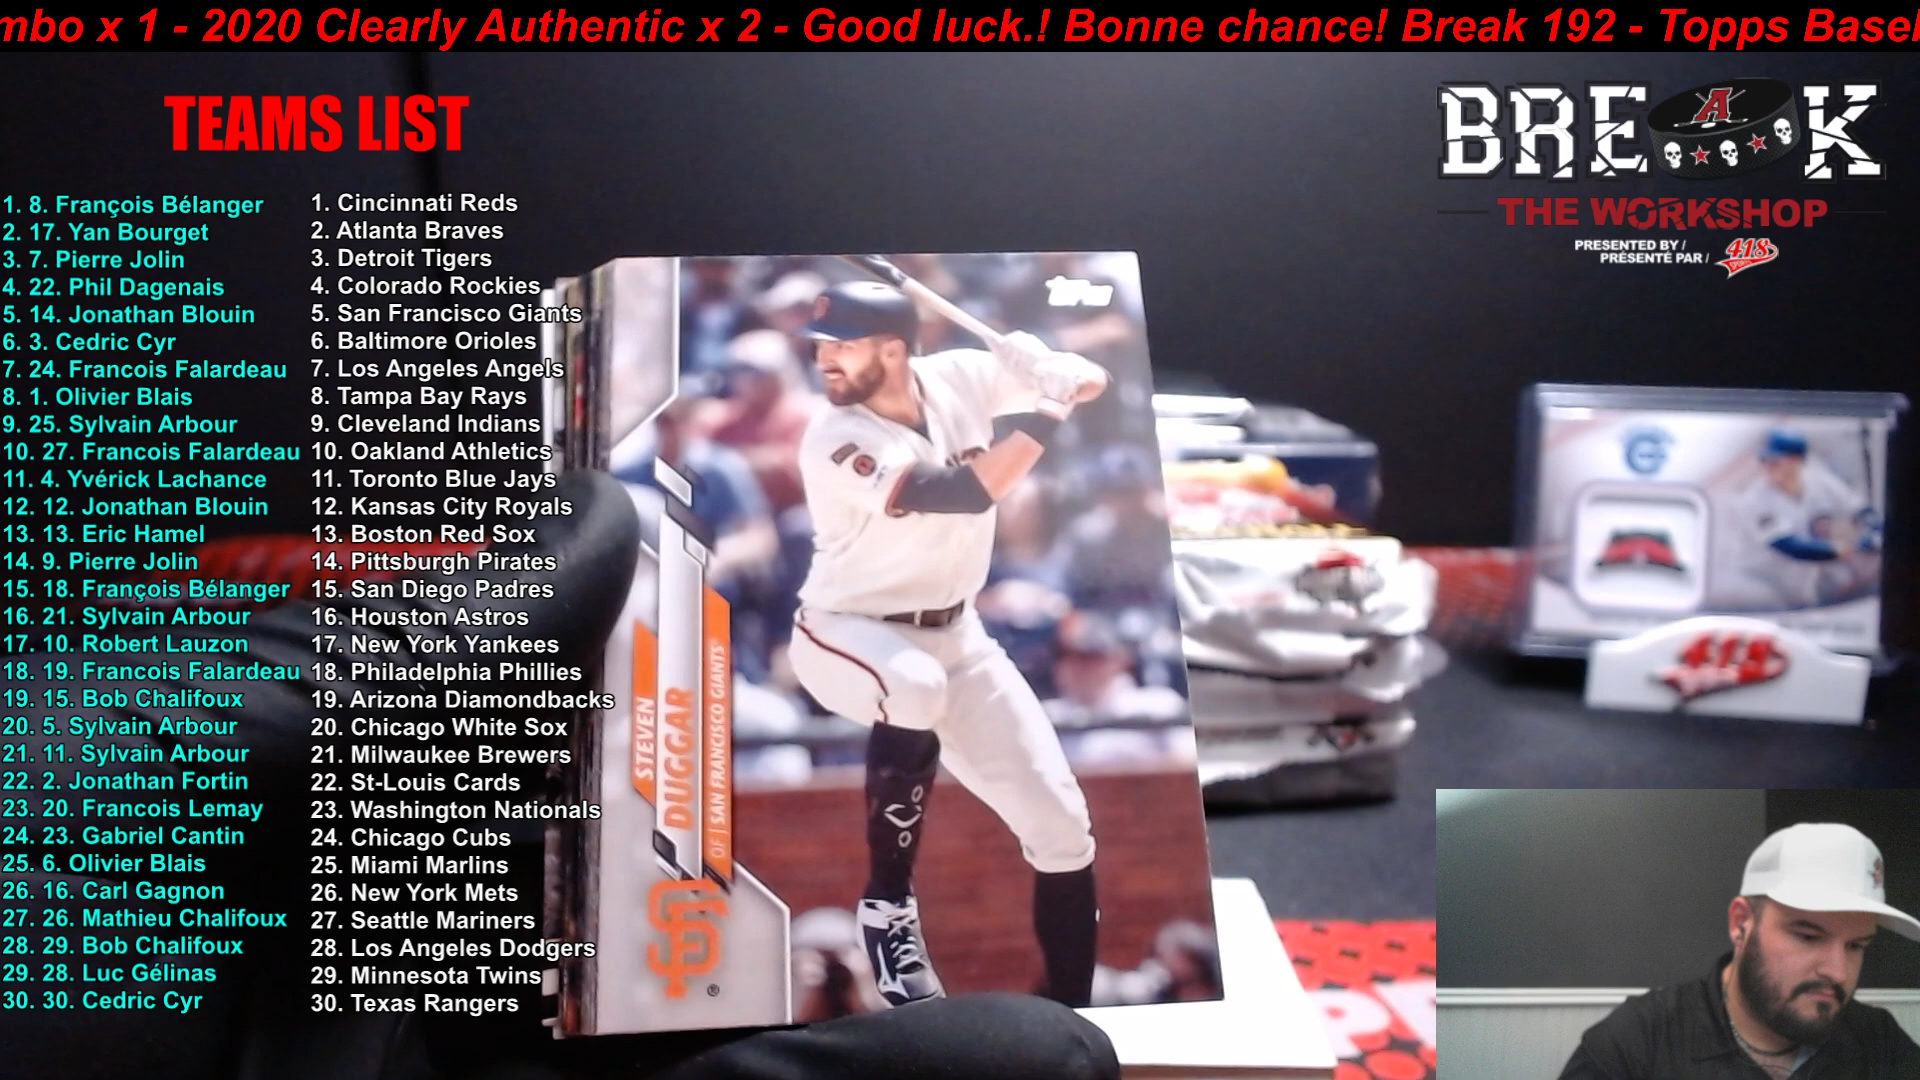 mbo x 1 - 2020 Clearly Authentic x 2 - Good luck.! Bonne chance! Break 192 - Topps Baseb
TEAMS LIST
1. 8. François Bélanger
2. 17. Yan Bourget
3. 7. Pierre Jolin
4. 22. Phil Dagenais
5. 14. Jonathan Blouin
6. 3. Cedric Cyr
7. 24. Francois Falardeau
8. 1. Olivier Blais
9. 25. Sylvain Arbour
10. 27. Francois Falardeau
11. 4. Yvérick Lachance
12. 12. Jonathan Blouin
13. 13. Eric Hamel
14. 9. Pierre Jolin
15. 18. François Bélanger
16. 21. Sylvain Arbour
17. 10. Robert Lauzon
18. 19. Francois Falardeau
19. 15. Bob Chalifoux
20. 5. Sylvain Arbour
21. 11. Sylvain Arbour
22. 2. Jonathan Fortin
23. 20. Francois Lemay
24. 23. Gabriel Cantin
25. 6. Olivier Blais
26. 16. Carl Gagnon
27. 26. Mathieu Chalifoux
28. 29. Bob Chalifoux
29. 28. Luc Gélinas
30. 30. Cedric Cyr
1. Cincinnati Reds
2. Atlanta Braves
3. Detroit Tigers
4. Colorado Rockies
5. San Francisco Giants
6. Baltimore Orioles
7. Los Angeles Angels
8. Tampa Bay Rays
9. Cleveland Indians
10. Oakland Athletics
11. Toronto Blue Jays
12. Kansas City Royals
13. Boston Red Sox
14. Pittsburgh Pirates
15. San Diego Padres
16. Houston Astros
17. New York Yankees
18. Philadelphia Phillies
19. Arizona Diamondbacks
20. Chicago White Sox
21. Milwaukee Brewers
22. St-Louis Cards
23. Washington Nationals
24. Chicago Cubs
25. Miami Marlins
26. New York Mets
27. Seattle Mariners
28. Los Angeles Dodgers
29. Minnesota Twins
30. Texas Rangers
Topps
STEVEN
DUGGAR
OF | SAN FRANCISCO GIANTS
SF
®
BREAK
A
THE WORKSHOP
PRESENTED BY /
PRÉSENTÉ PAR /
418
SPORTS
418